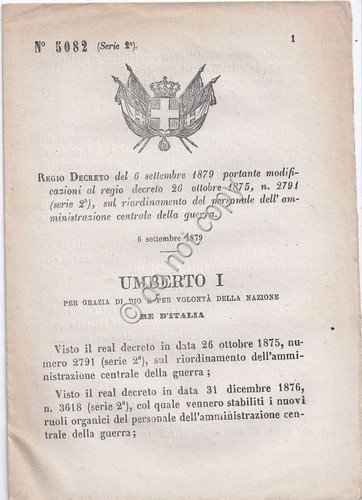 N° 5082 (Serie 2ª). 1
REGIO DECRETO del 6 settembre 1879 portante modifi-
cazioni al regio decreto 26 ottobre 1875, n. 2791
(serie 2ª), sul riordinamento del personale dell'am-
ministrazione centrale della guerra.
6 settembre 1879
UMBERTO I
PER GRAZIA DI DIO E PER VOLONTÀ DELLA NAZIONE
RE D'ITALIA
Visto il real decreto in data 26 ottobre 1875, nu-
mero 2791 (serie 2ª), sul riordinamento dell'ammi-
nistrazione centrale della guerra;
Visto il real decreto in data 31 dicembre 1876,
n. 3618 (serie 2ª), col quale vennero stabiliti i nuovi
ruoli organici del personale dell'amministrazione cen-
trale della guerra;
do not copy